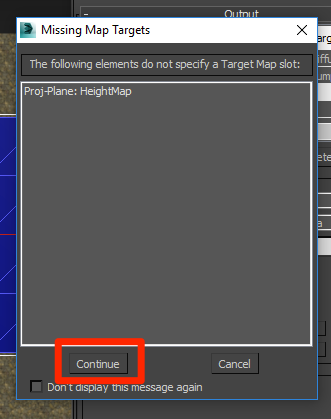 Output
Missing Map Targets
The following elements do not specify a Target Map slot:
Proj-Plane: HeightMap
Continue
Cancel
Don't display this message again